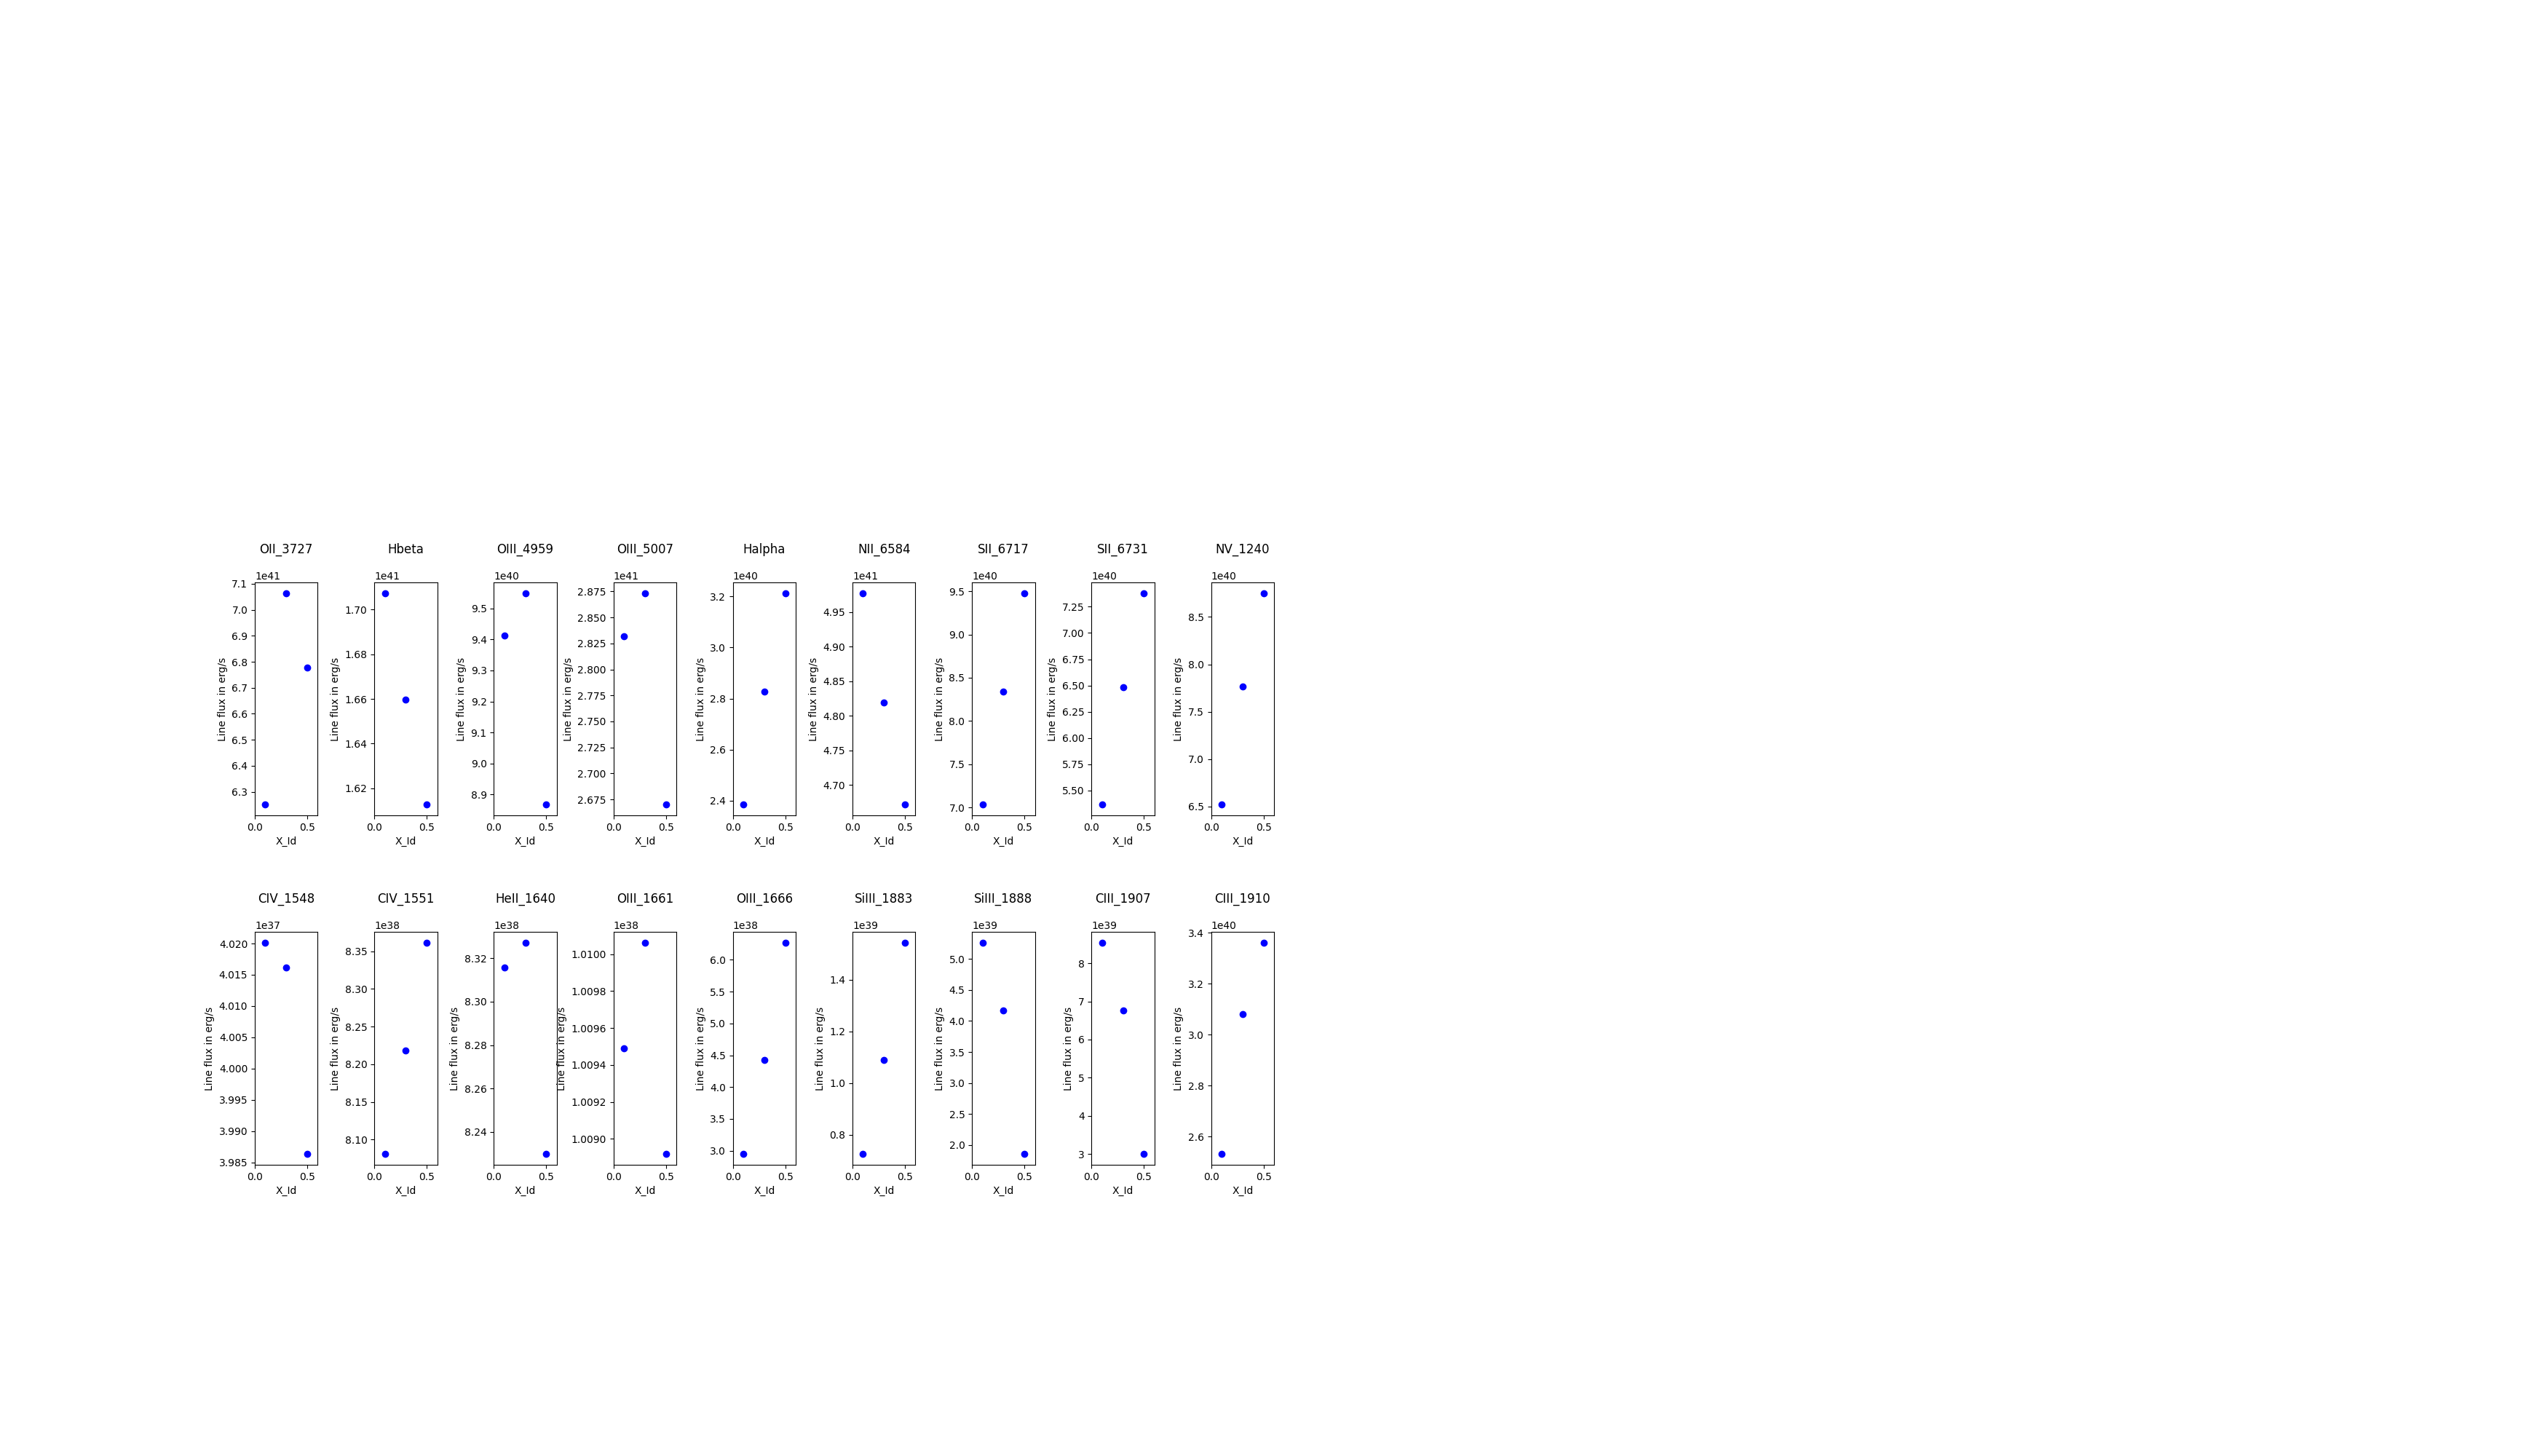 OII_3727 Hbeta OIII_4959 OIII_5007 Halpha NII_6584 SII_6717 SII_6731 NV_1240
1e41 1e41 1e40 1e41 1e40 1e41 1e40 1e40 1e40
Line flux in erg/s 7.1 7.0 6.9 6.8 6.7 6.6 6.5 6.4 6.3
Line flux in erg/s 1.70 1.68 1.66 1.64 1.62
Line flux in erg/s 9.5 9.4 9.3 9.2 9.1 9.0 8.9
Line flux in erg/s 2.875 2.850 2.825 2.800 2.775 2.750 2.725 2.700 2.675
Line flux in erg/s 3.2 3.0 2.8 2.6 2.4
Line flux in erg/s 4.95 4.90 4.85 4.80 4.75 4.70
Line flux in erg/s 9.5 9.0 8.5 8.0 7.5 7.0
Line flux in erg/s 7.25 7.00 6.75 6.50 6.25 6.00 5.75 5.50
Line flux in erg/s 8.5 8.0 7.5 7.0 6.5
0.0 0.5 0.0 0.5 0.0 0.5 0.0 0.5 0.0 0.5 0.0 0.5 0.0 0.5 0.0 0.5 0.0 0.5
X_Id X_Id X_Id X_Id X_Id X_Id X_Id X_Id X_Id
CIV_1548 CIV_1551 HeII_1640 OIII_1661 OIII_1666 SiIII_1883 SiIII_1888 CIII_1907 CIII_1910
1e37 1e38 1e38 1e38 1e38 1e39 1e39 1e39 1e40
Line flux in erg/s 4.020 4.015 4.010 4.005 4.000 3.995 3.990 3.985
Line flux in erg/s 8.35 8.30 8.25 8.20 8.15 8.10
Line flux in erg/s 8.32 8.30 8.28 8.26 8.24
Line flux in erg/s 1.0100 1.0098 1.0096 1.0094 1.0092 1.0090
Line flux in erg/s 6.0 5.5 5.0 4.5 4.0 3.5 3.0
Line flux in erg/s 1.4 1.2 1.0 0.8
Line flux in erg/s 5.0 4.5 4.0 3.5 3.0 2.5 2.0
Line flux in erg/s 8 7 6 5 4 3
Line flux in erg/s 3.4 3.2 3.0 2.8 2.6
0.0 0.5 0.0 0.5 0.0 0.5 0.0 0.5 0.0 0.5 0.0 0.5 0.0 0.5 0.0 0.5 0.0 0.5
X_Id X_Id X_Id X_Id X_Id X_Id X_Id X_Id X_Id